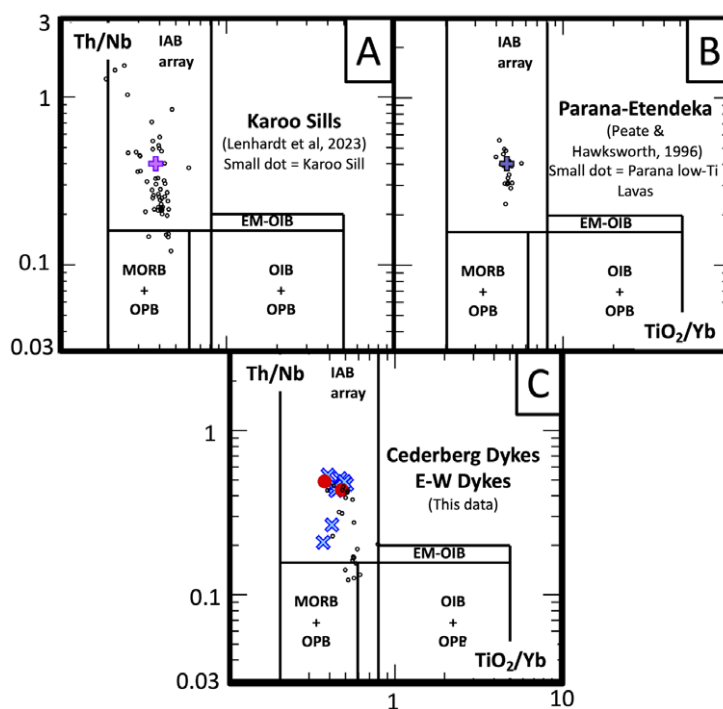 3
Th/Nb
IAB
array
A
Karoo Sills
(Lenhardt et al, 2023)
Small dot = Karoo Sill
1
EM-OIB
0.1
MORB
+
OPB
OIB
+
OPB
0.03
IAB
array
B
Parana-Etendeka
(Peate &
Hawksworth, 1996)
Small dot = Parana low-Ti
Lavas
EM-OIB
MORB
+
OPB
OIB
+
OPB
TiO₂/Yb
Th/Nb
IAB
array
C
Cederberg Dykes
E-W Dykes
(This data)
1
EM-OIB
0.1
MORB
+
OPB
OIB
+
OPB
TiO₂/Yb
0.03
1
10